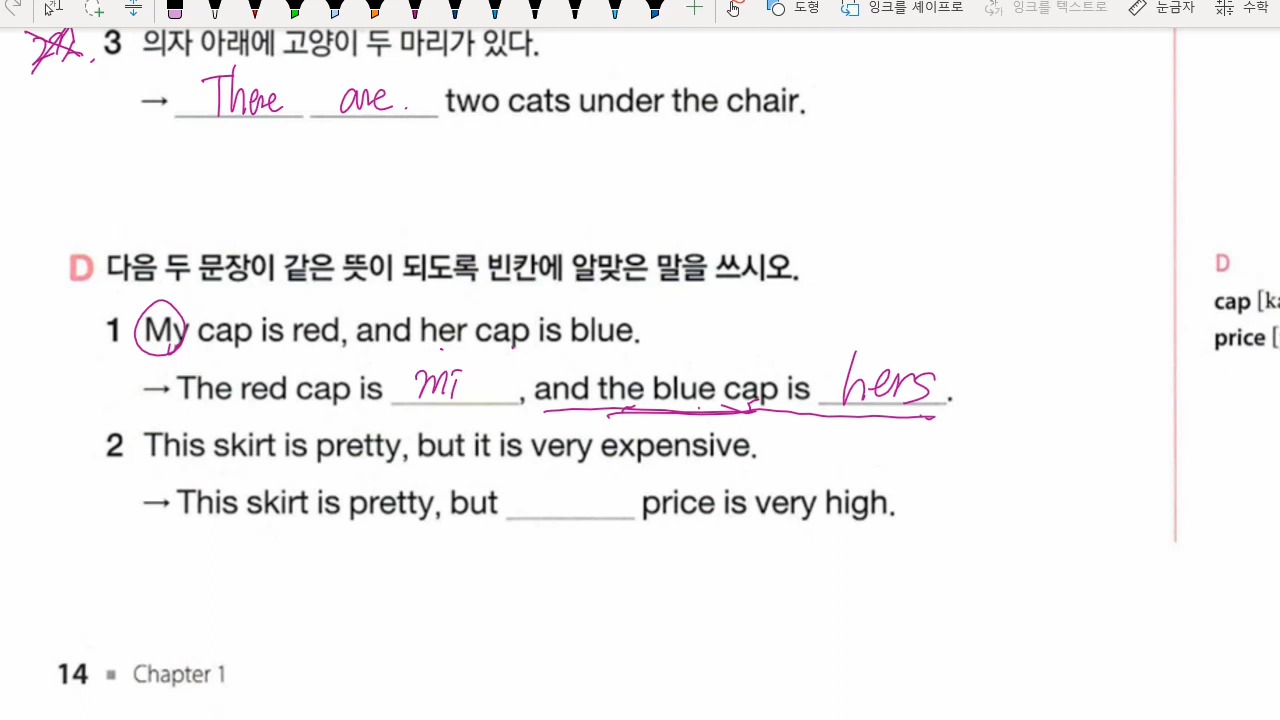 도형 잉크를 셰이프로 잉크를 텍스트로 눈금자 수학
3 의자 아래에 고양이 두 마리가 있다.
→ There are. two cats under the chair.
D 다음 두 문장이 같은 뜻이 되도록 빈칸에 알맞은 말을 쓰시오.
1 My cap is red, and her cap is blue.
→ The red cap is mi, and the blue cap is hers.
2 This skirt is pretty, but it is very expensive.
→ This skirt is pretty, but ______ price is very high.
D
cap [ka
price [
14 ■ Chapter 1